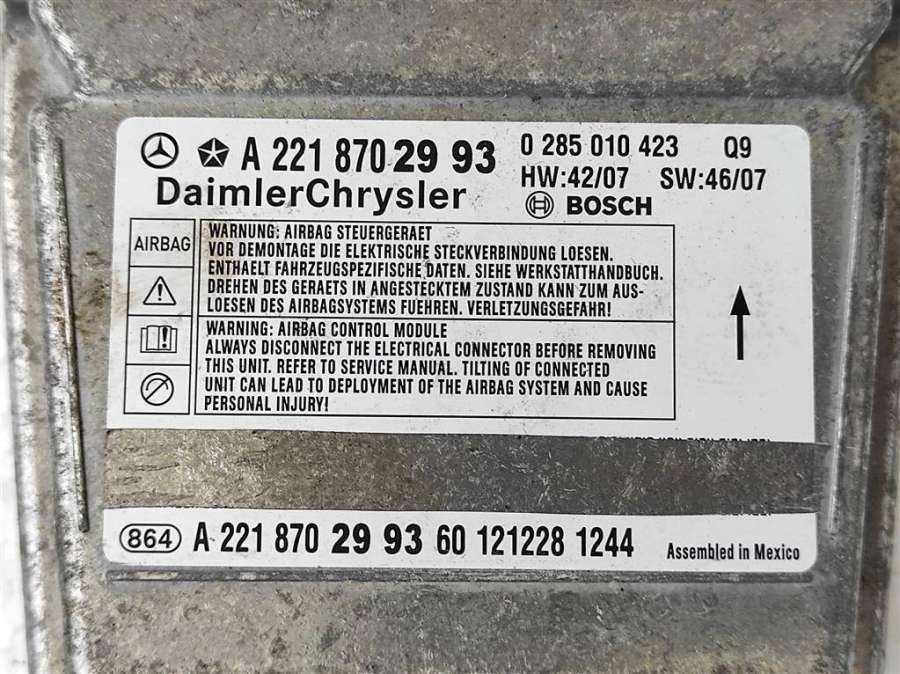 A 221 870 29 93 0 285 010 423 Q9
DaimlerChrysler HW:42/07 SW:46/07
BOSCH
AIRBAG
WARNUNG: AIRBAG STEUERGERAET
VOR DEMONTAGE DIE ELEKTRISCHE STECKVERBINDUNG LOESEN.
ENTHAELT FAHRZEUGSPEZIFISCHE DATEN. SIEHE WERKSTATTHANDBUCH.
DREHEN DES GERAETS IN ANGESTECKTEM ZUSTAND KANN ZUM AUS-
LOESEN DES AIRBAGSYSTEMS FUEHREN. VERLETZUNGSGEFAHR!
WARNING: AIRBAG CONTROL MODULE
ALWAYS DISCONNECT THE ELECTRICAL CONNECTOR BEFORE REMOVING
THIS UNIT. REFER TO SERVICE MANUAL. TILTING OF CONNECTED
UNIT CAN LEAD TO DEPLOYMENT OF THE AIRBAG SYSTEM AND CAUSE
PERSONAL INJURY!
864 A 221 870 29 93 60 121228 1244 Assembled in Mexico